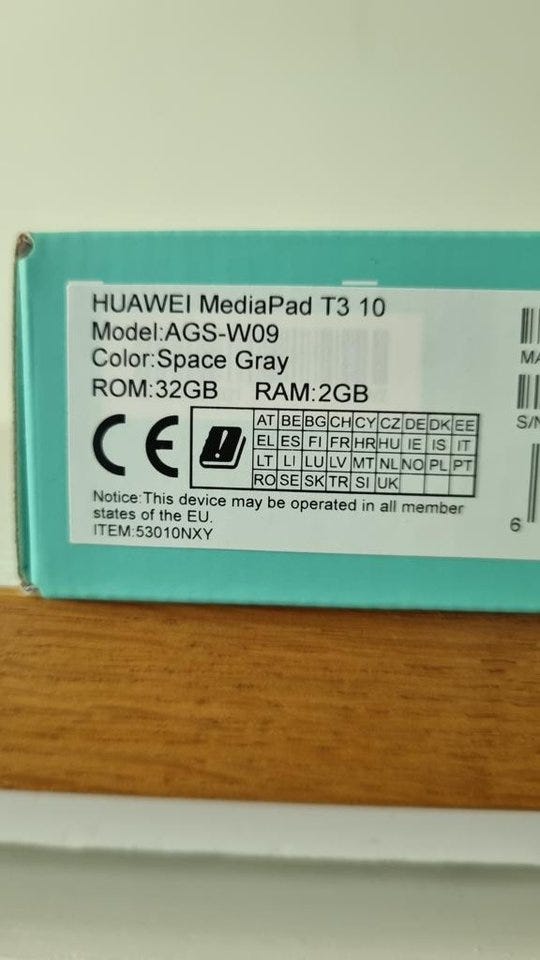 HUAWEI MediaPad T3 10
Model:AGS-W09
Color:Space Gray
ROM:32GB RAM:2GB
CE
AT BE BG CH CY CZ DE DK EE
EL ES FI FR HR HU IE IS IT
LT LI LU LV MT NL NO PL PT
RO SE SK TR SI UK
Notice:This device may be operated in all member
states of the EU.
ITEM:53010NXY
MA
S/N
6